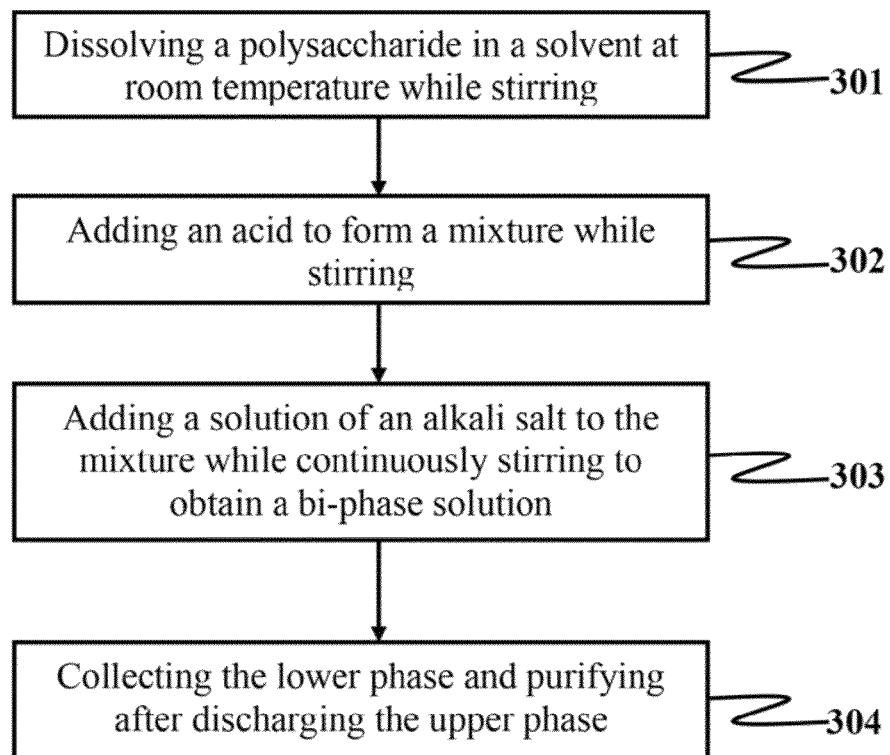 Dissolving a polysaccharide in a solvent at
room temperature while stirring
301
Adding an acid to form a mixture while
stirring
302
Adding a solution of an alkali salt to the
mixture while continuously stirring to
obtain a bi-phase solution
303
Collecting the lower phase and purifying
after discharging the upper phase
304